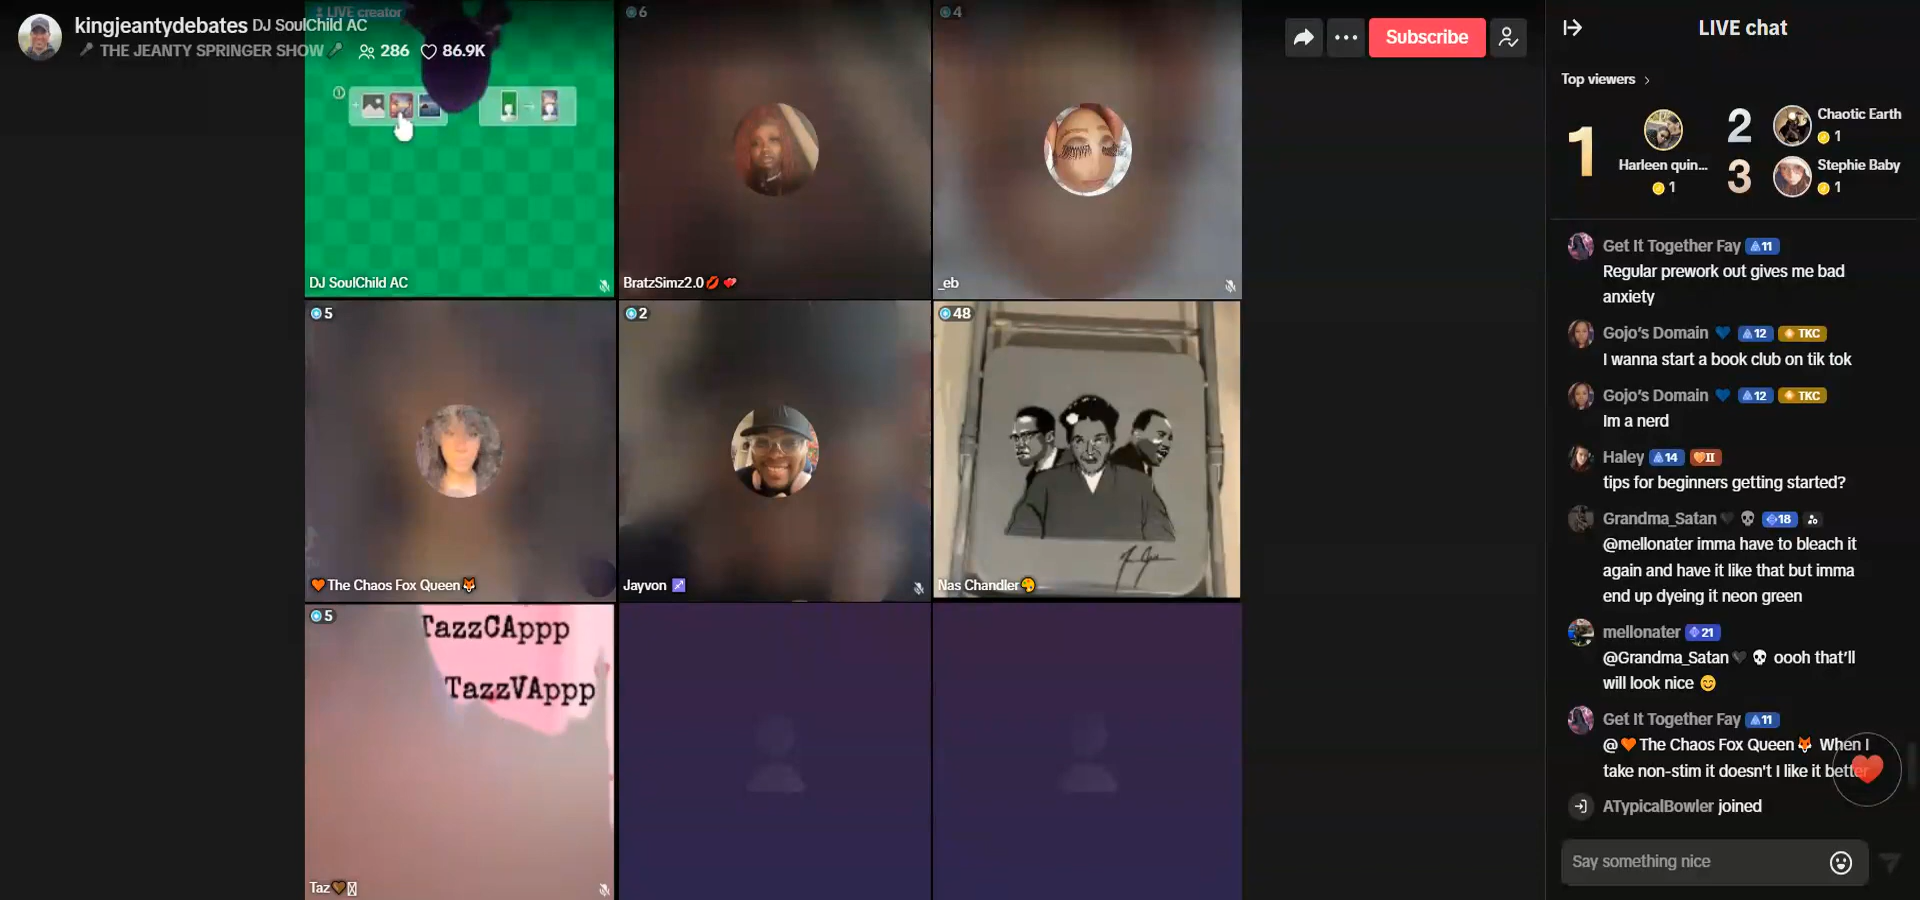 LIVE creator
kingjeantydebates DJ SoulChild AC
THE JEANTY SPRINGER SHOW 286 86.9K
Subscribe
1
DJ SoulChild AC
6
BratzSimz2.0💋❤️
4
_eb
5
🧡The Chaos Fox Queen🦊
2
Jayvon ♐
48
Nas Chandler🎨
5
TazzCAppp
TazzVAppp
Taz🤎
LIVE chat
Top viewers >
1
Harleen quin...
1
2
Chaotic Earth
1
3
Stephie Baby
1
Get It Together Fay 11
Regular prework out gives me bad
anxiety
Gojo's Domain 💙 12 TKC
I wanna start a book club on tik tok
Gojo's Domain 💙 12 TKC
Im a nerd
Haley 14 II
tips for beginners getting started?
Grandma_Satan🖤 💀 18
@mellonater imma have to bleach it
again and have it like that but imma
end up dyeing it neon green
mellonater 21
@Grandma_Satan🖤 💀 oooh that'll
will look nice 😊
Get It Together Fay 11
@🧡The Chaos Fox Queen🦊 When I
take non-stim it doesn't I like it better
ATypicalBowler joined
Say something nice